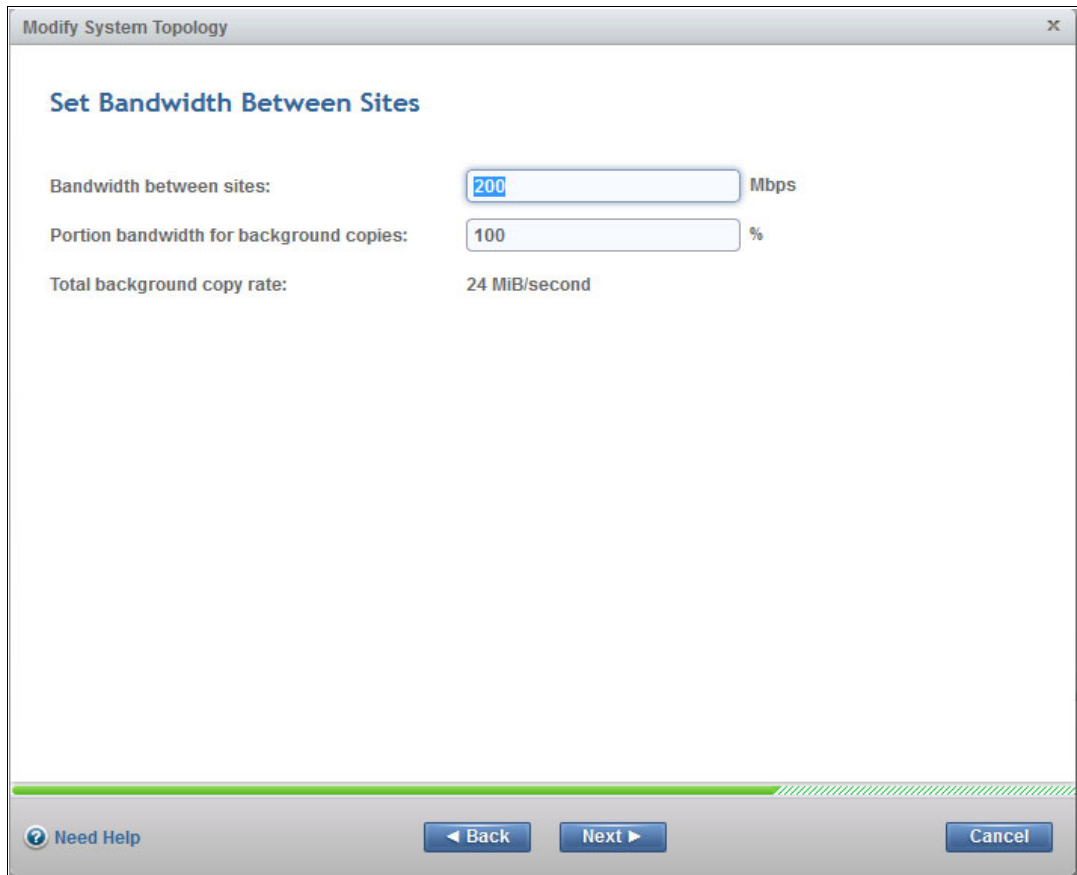 Modify System Topology x
Set Bandwidth Between Sites
Bandwidth between sites: 200 Mbps
Portion bandwidth for background copies: 100 %
Total background copy rate: 24 MiB/second
? Need Help ◄ Back Next ► Cancel